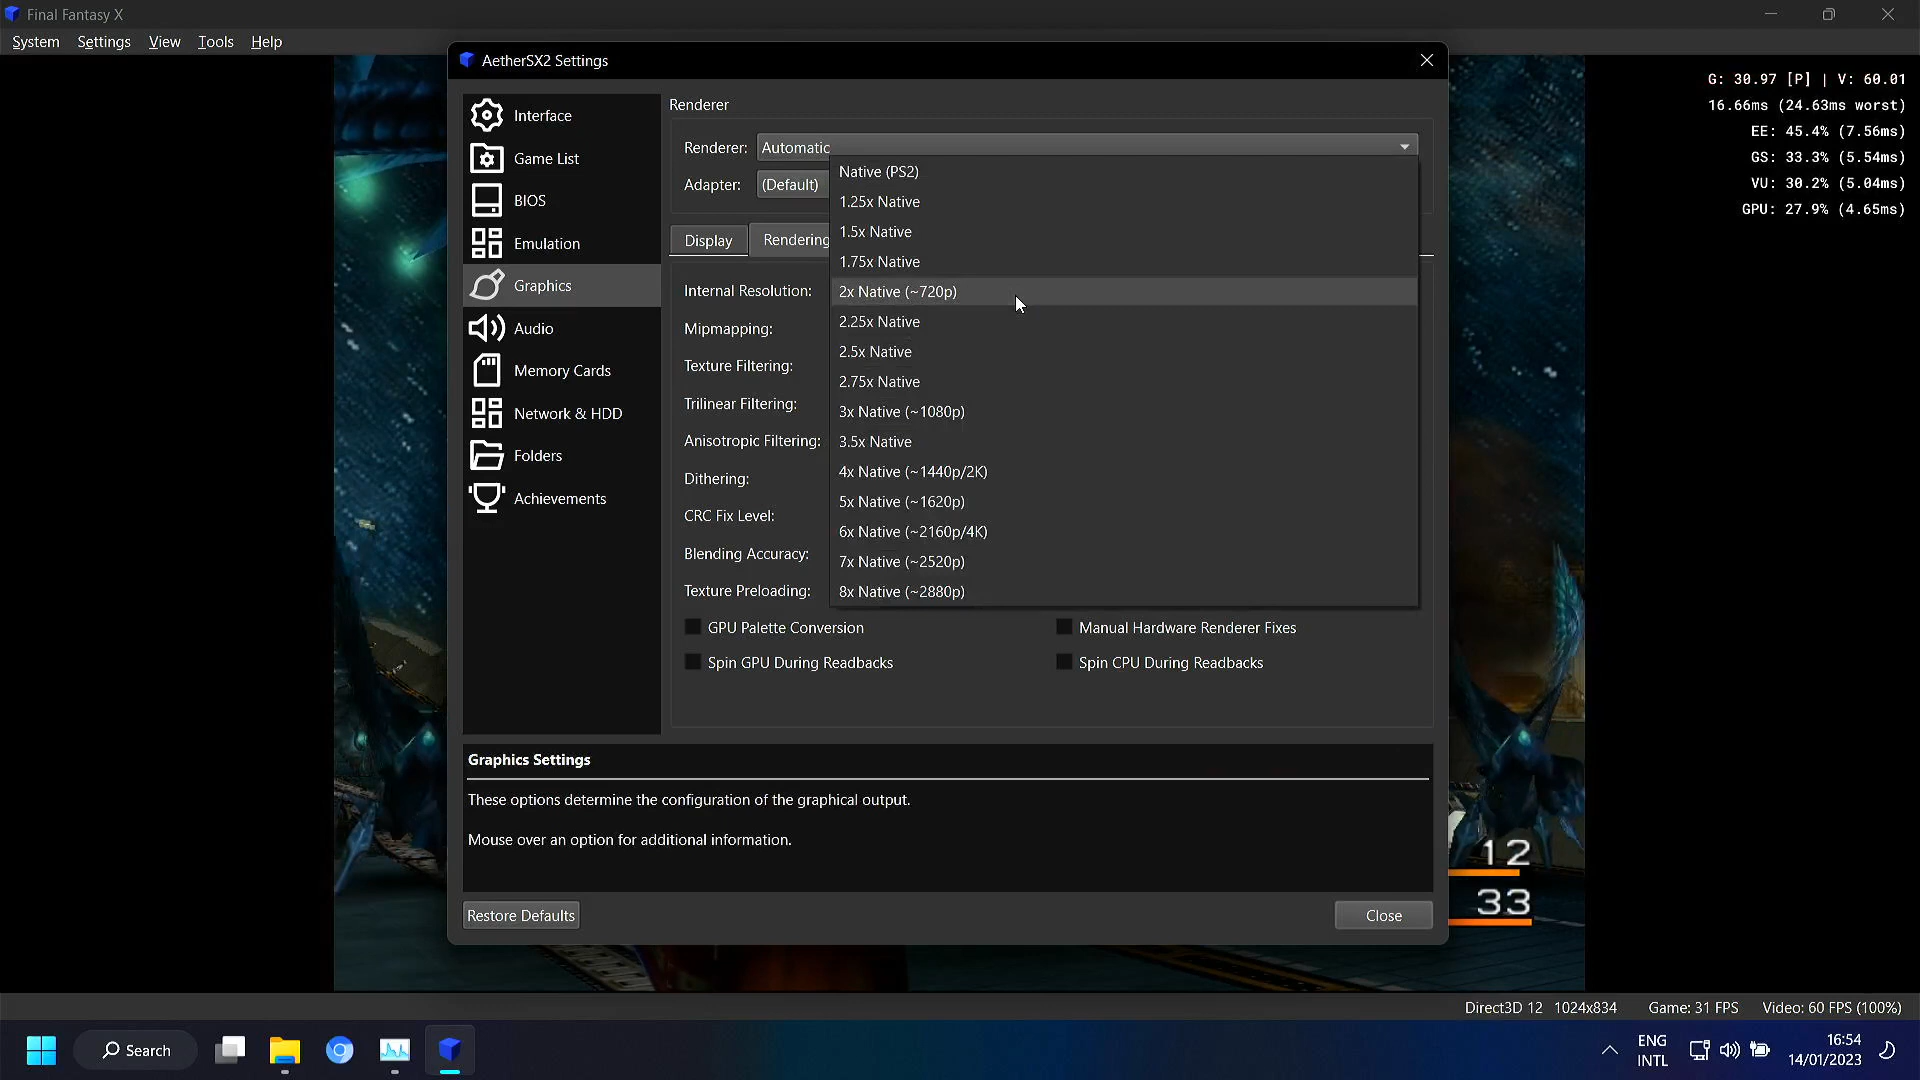 Final Fantasy X
System Settings View Tools Help
AetherSX2 Settings
G: 30.97 [P] | V: 60.01
16.66ms (24.63ms worst)
EE: 45.4% (7.56ms)
GS: 33.3% (5.54ms)
VU: 30.2% (5.04ms)
GPU: 27.9% (4.65ms)
Interface
Game List
BIOS
Emulation
Graphics
Audio
Memory Cards
Network & HDD
Folders
Achievements
Renderer
Renderer: Automatic
Adapter: (Default)
Display Rendering
Internal Resolution:
Mipmapping:
Texture Filtering:
Trilinear Filtering:
Anisotropic Filtering:
Dithering:
CRC Fix Level:
Blending Accuracy:
Texture Preloading:
Native (PS2)
1.25x Native
1.5x Native
1.75x Native
2x Native (~720p)
2.25x Native
2.5x Native
2.75x Native
3x Native (~1080p)
3.5x Native
4x Native (~1440p/2K)
5x Native (~1620p)
6x Native (~2160p/4K)
7x Native (~2520p)
8x Native (~2880p)
GPU Palette Conversion
Manual Hardware Renderer Fixes
Spin GPU During Readbacks
Spin CPU During Readbacks
Graphics Settings
These options determine the configuration of the graphical output.
Mouse over an option for additional information.
Restore Defaults
Close
12
33
Direct3D 12 1024x834 Game: 31 FPS Video: 60 FPS (100%)
Search
ENG
INTL
16:54
14/01/2023